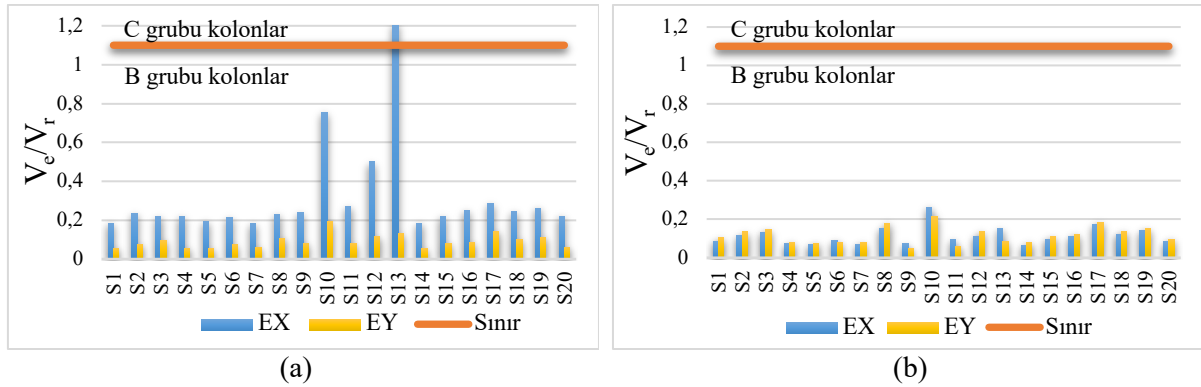 1,2
C grubu kolonlar
1
B grubu kolonlar
0,8
0,6
0,4
0,2
0
Ve/Vr
S1 S2 S3 S4 S5 S6 S7 S8 S9 S10 S11 S12 S13 S14 S15 S16 S17 S18 S19 S20
EX EY Sınır
(a)
1,2
C grubu kolonlar
1
B grubu kolonlar
0,8
0,6
0,4
0,2
0
Ve/Vr
S1 S2 S3 S4 S5 S6 S7 S8 S9 S10 S11 S12 S13 S14 S15 S16 S17 S18 S19 S20
EX EY Sınır
(b)